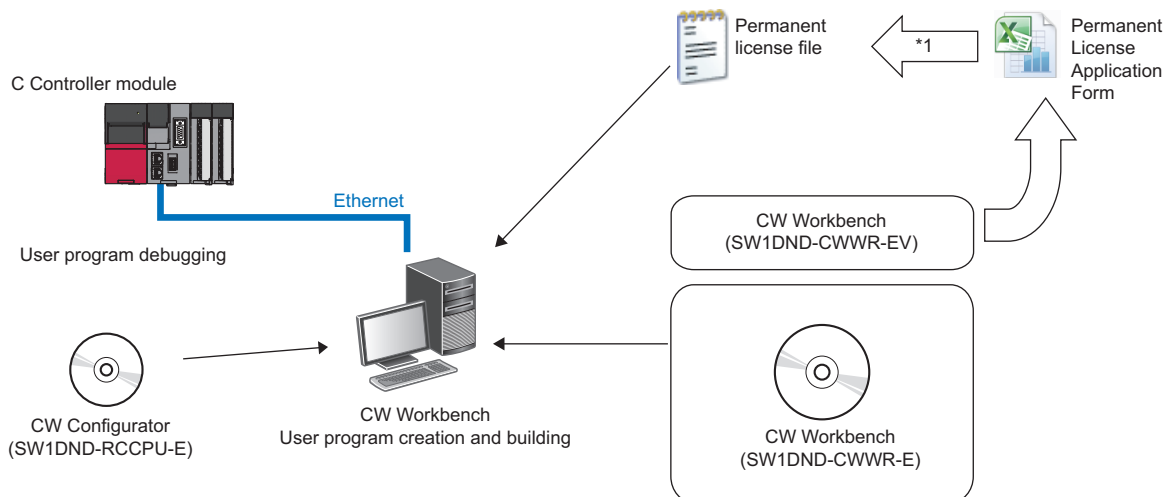 Permanent
license file
*1
Permanent
License
Application
Form
C Controller module
Ethernet
User program debugging
CW Workbench
(SW1DND-CWWR-EV)
CW Configurator
(SW1DND-RCCPU-E)
CW Workbench
User program creation and building
CW Workbench
(SW1DND-CWWR-E)